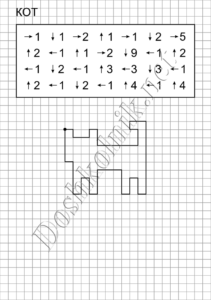 КОТ
→1 ↓1 →2 ↑1 →1 ↓2 →5
↑2 ←1 ↑1 →2 ↓9 ←1 ↑2
←1 ↓2 ←1 ↑3 ←3 ↓3 ←1
↑2 ←1 ↓2 ←1 ↑4 ←1 ↑4
Doshkolnik.net